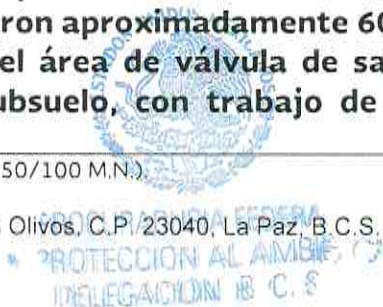 ron aproximadamente 60
el área de válvula de sa
ubsuelo, con trabajo de
50/100 M.N.).
Olivos, C.P. 23040, La Paz, B.C.S.
PROTECCION AL AMBIE
DELEGACION B.C.S